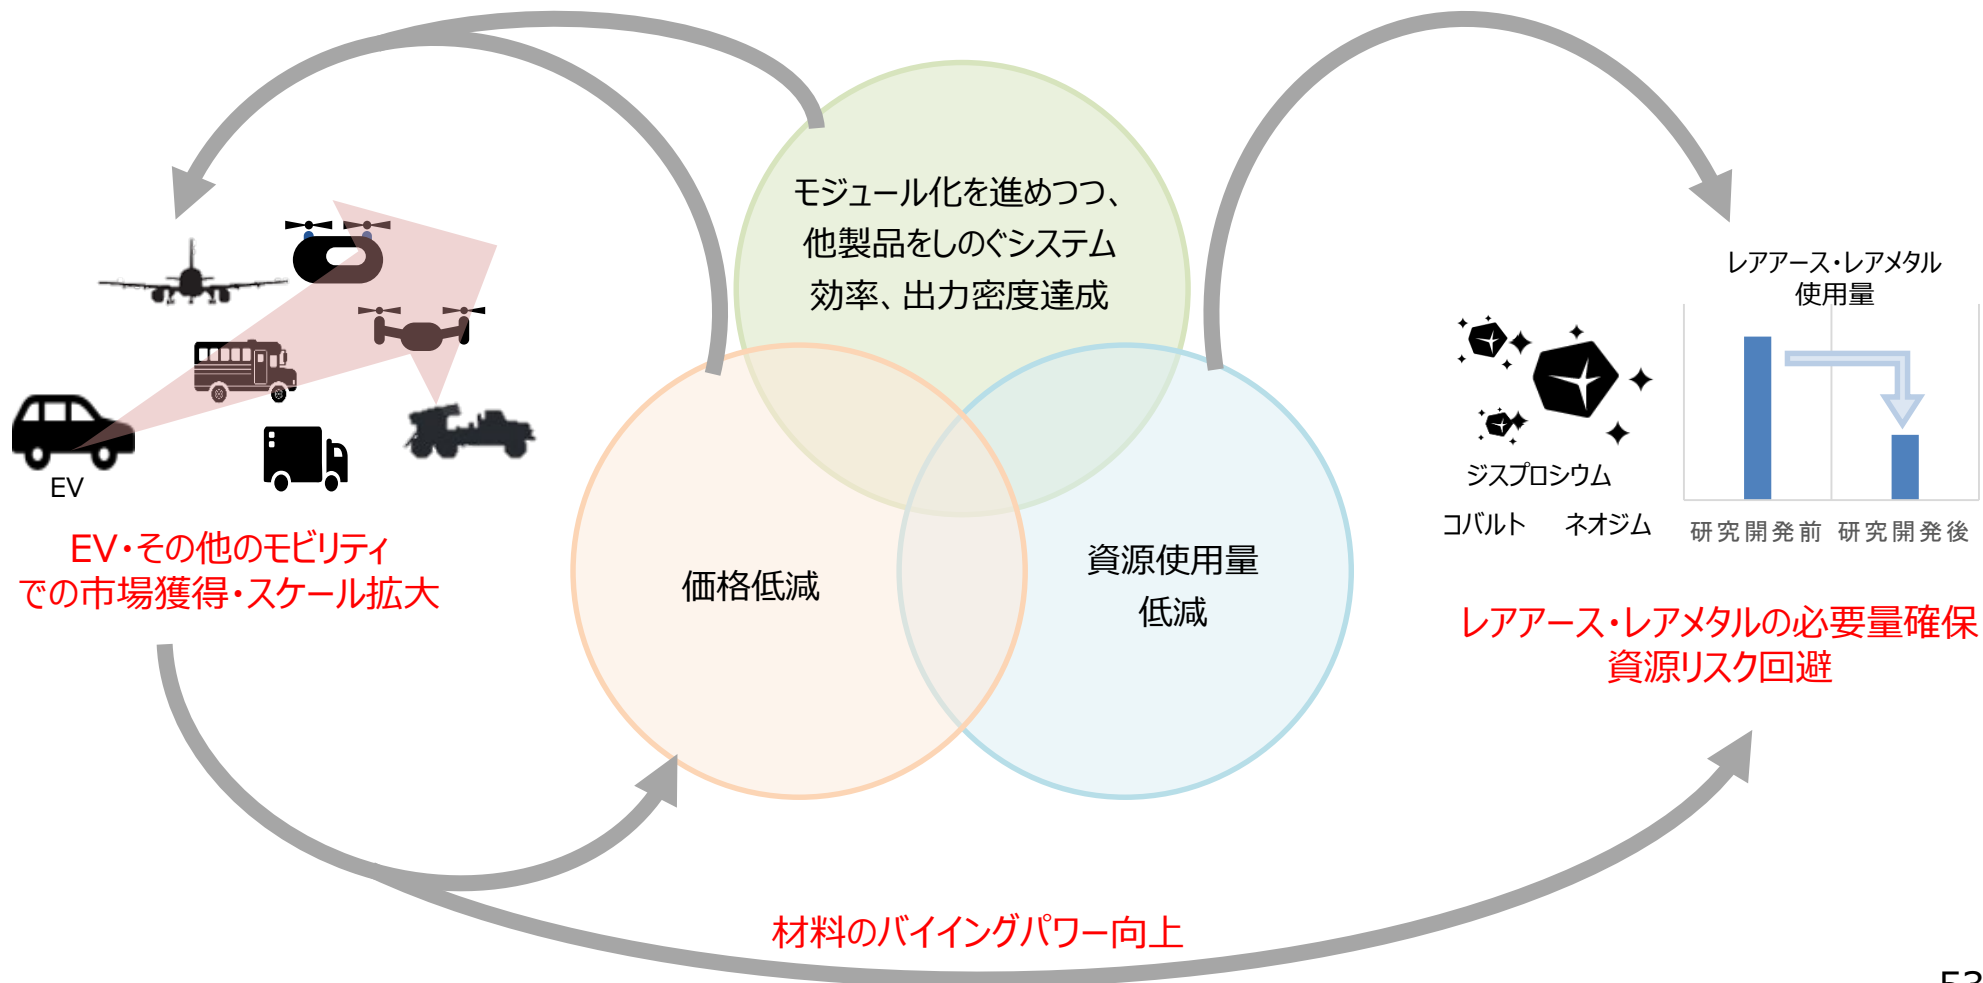 モジュール化を進めつつ、
他製品をしのぐシステム
効率、出力密度達成
価格低減
資源使用量
低減
EV
EV・その他のモビリティ
での市場獲得・スケール拡大
レアアース・レアメタル
使用量
ジスプロシウム
コバルト ネオジム
研究開発前 研究開発後
レアアース・レアメタルの必要量確保
資源リスク回避
材料のバイイングパワー向上
53